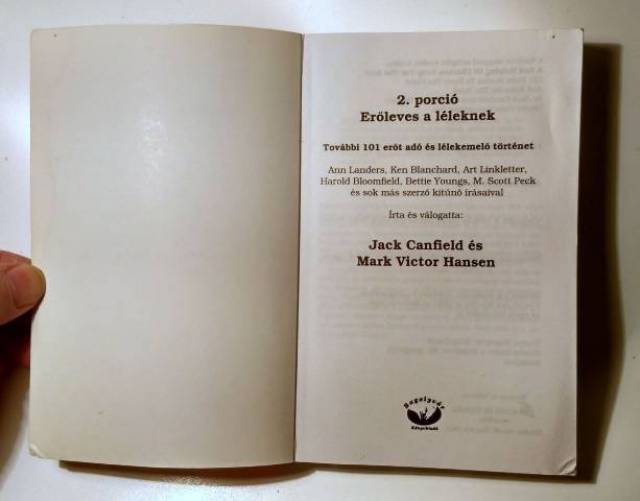 2. porció
Erőleves a léleknek
További 101 erőt adó és lélekemelő történet
Ann Landers, Ken Blanchard, Art Linkletter,
Harold Bloomfield, Bettie Youngs, M. Scott Peck
és sok más szerző kitűnő írásaival
Írta és válogatta:
Jack Canfield és
Mark Victor Hansen
Bagolyvár
Könyvkiadó